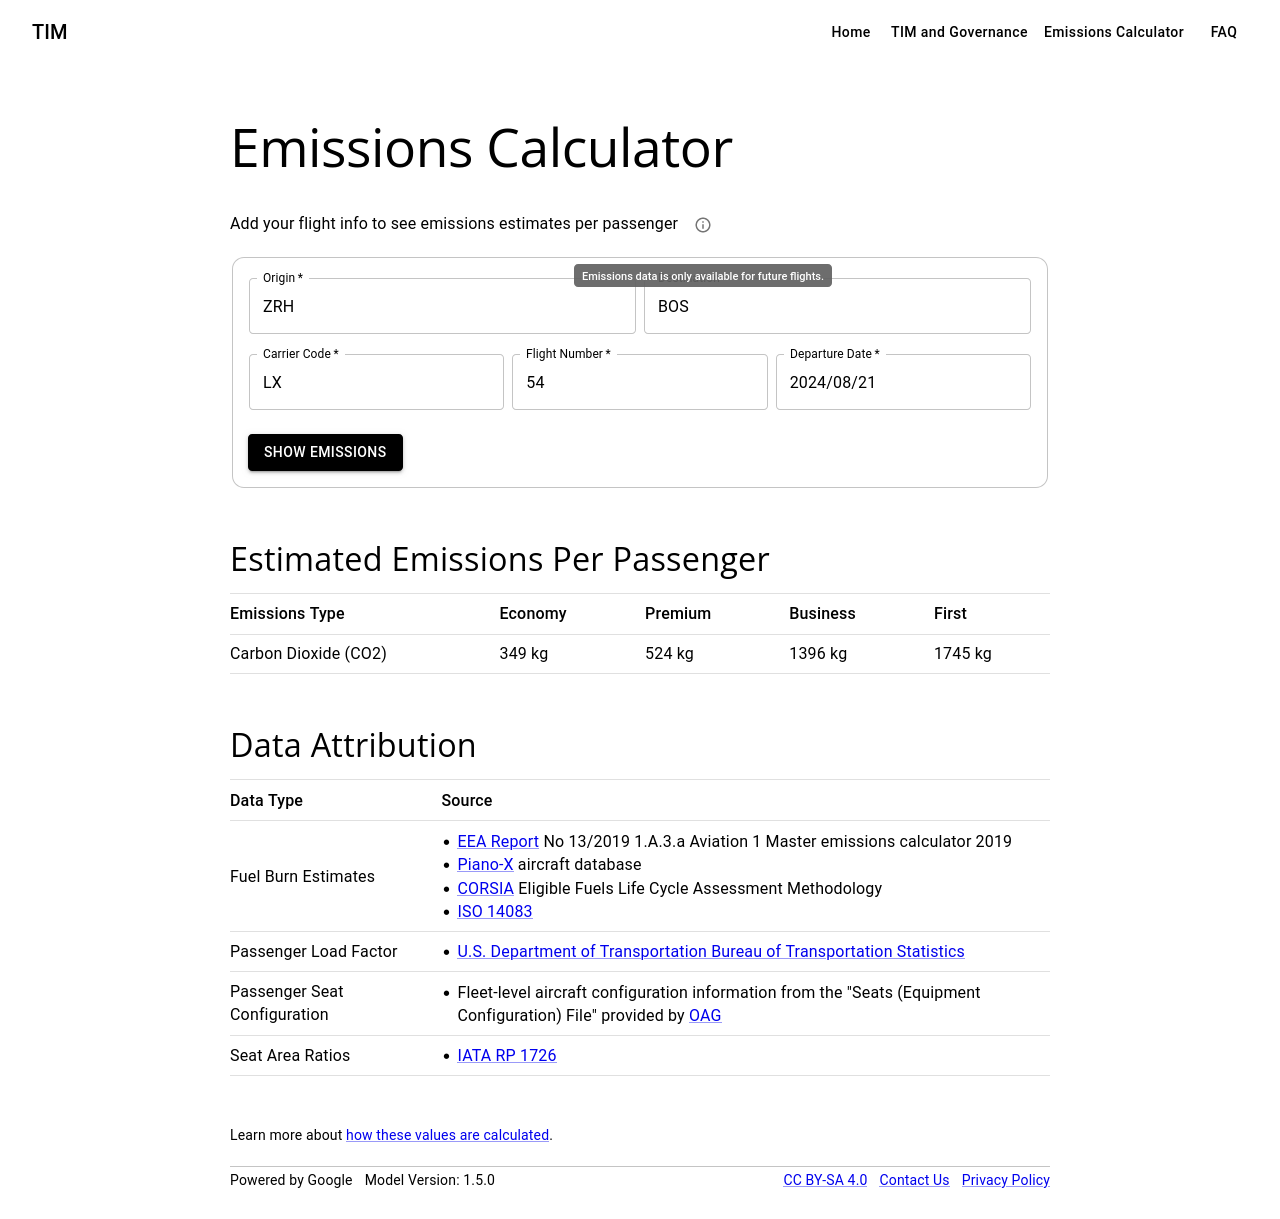 TIM
Home TIM and Governance Emissions Calculator FAQ
Emissions Calculator
Add your flight info to see emissions estimates per passenger
Emissions data is only available for future flights.
Origin *
ZRH
BOS
Carrier Code *
LX
Flight Number *
54
Departure Date *
2024/08/21
SHOW EMISSIONS
Estimated Emissions Per Passenger
Emissions Type Economy Premium Business First
Carbon Dioxide (CO2) 349 kg 524 kg 1396 kg 1745 kg
Data Attribution
Data Type Source
Fuel Burn Estimates
• EEA Report No 13/2019 1.A.3.a Aviation 1 Master emissions calculator 2019
• Piano-X aircraft database
• CORSIA Eligible Fuels Life Cycle Assessment Methodology
• ISO 14083
Passenger Load Factor
• U.S. Department of Transportation Bureau of Transportation Statistics
Passenger Seat
Configuration
• Fleet-level aircraft configuration information from the "Seats (Equipment
Configuration) File" provided by OAG
Seat Area Ratios
• IATA RP 1726
Learn more about how these values are calculated.
Powered by Google Model Version: 1.5.0 CC BY-SA 4.0 Contact Us Privacy Policy